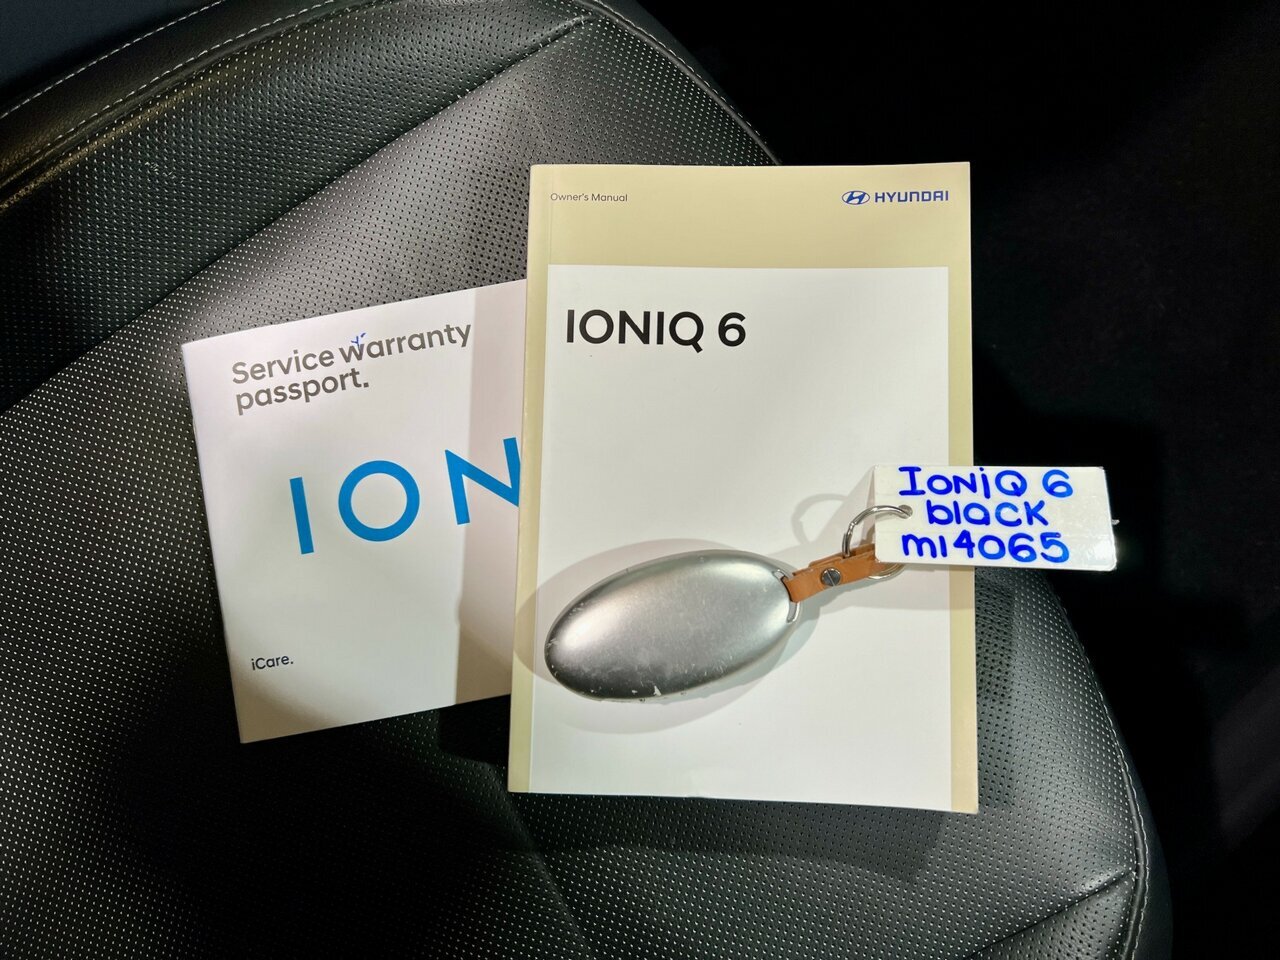 Owner's Manual
HYUNDAI
IONIQ 6
Service warranty
passport.
ION
iCare.
IONiQ 6
black
m14065